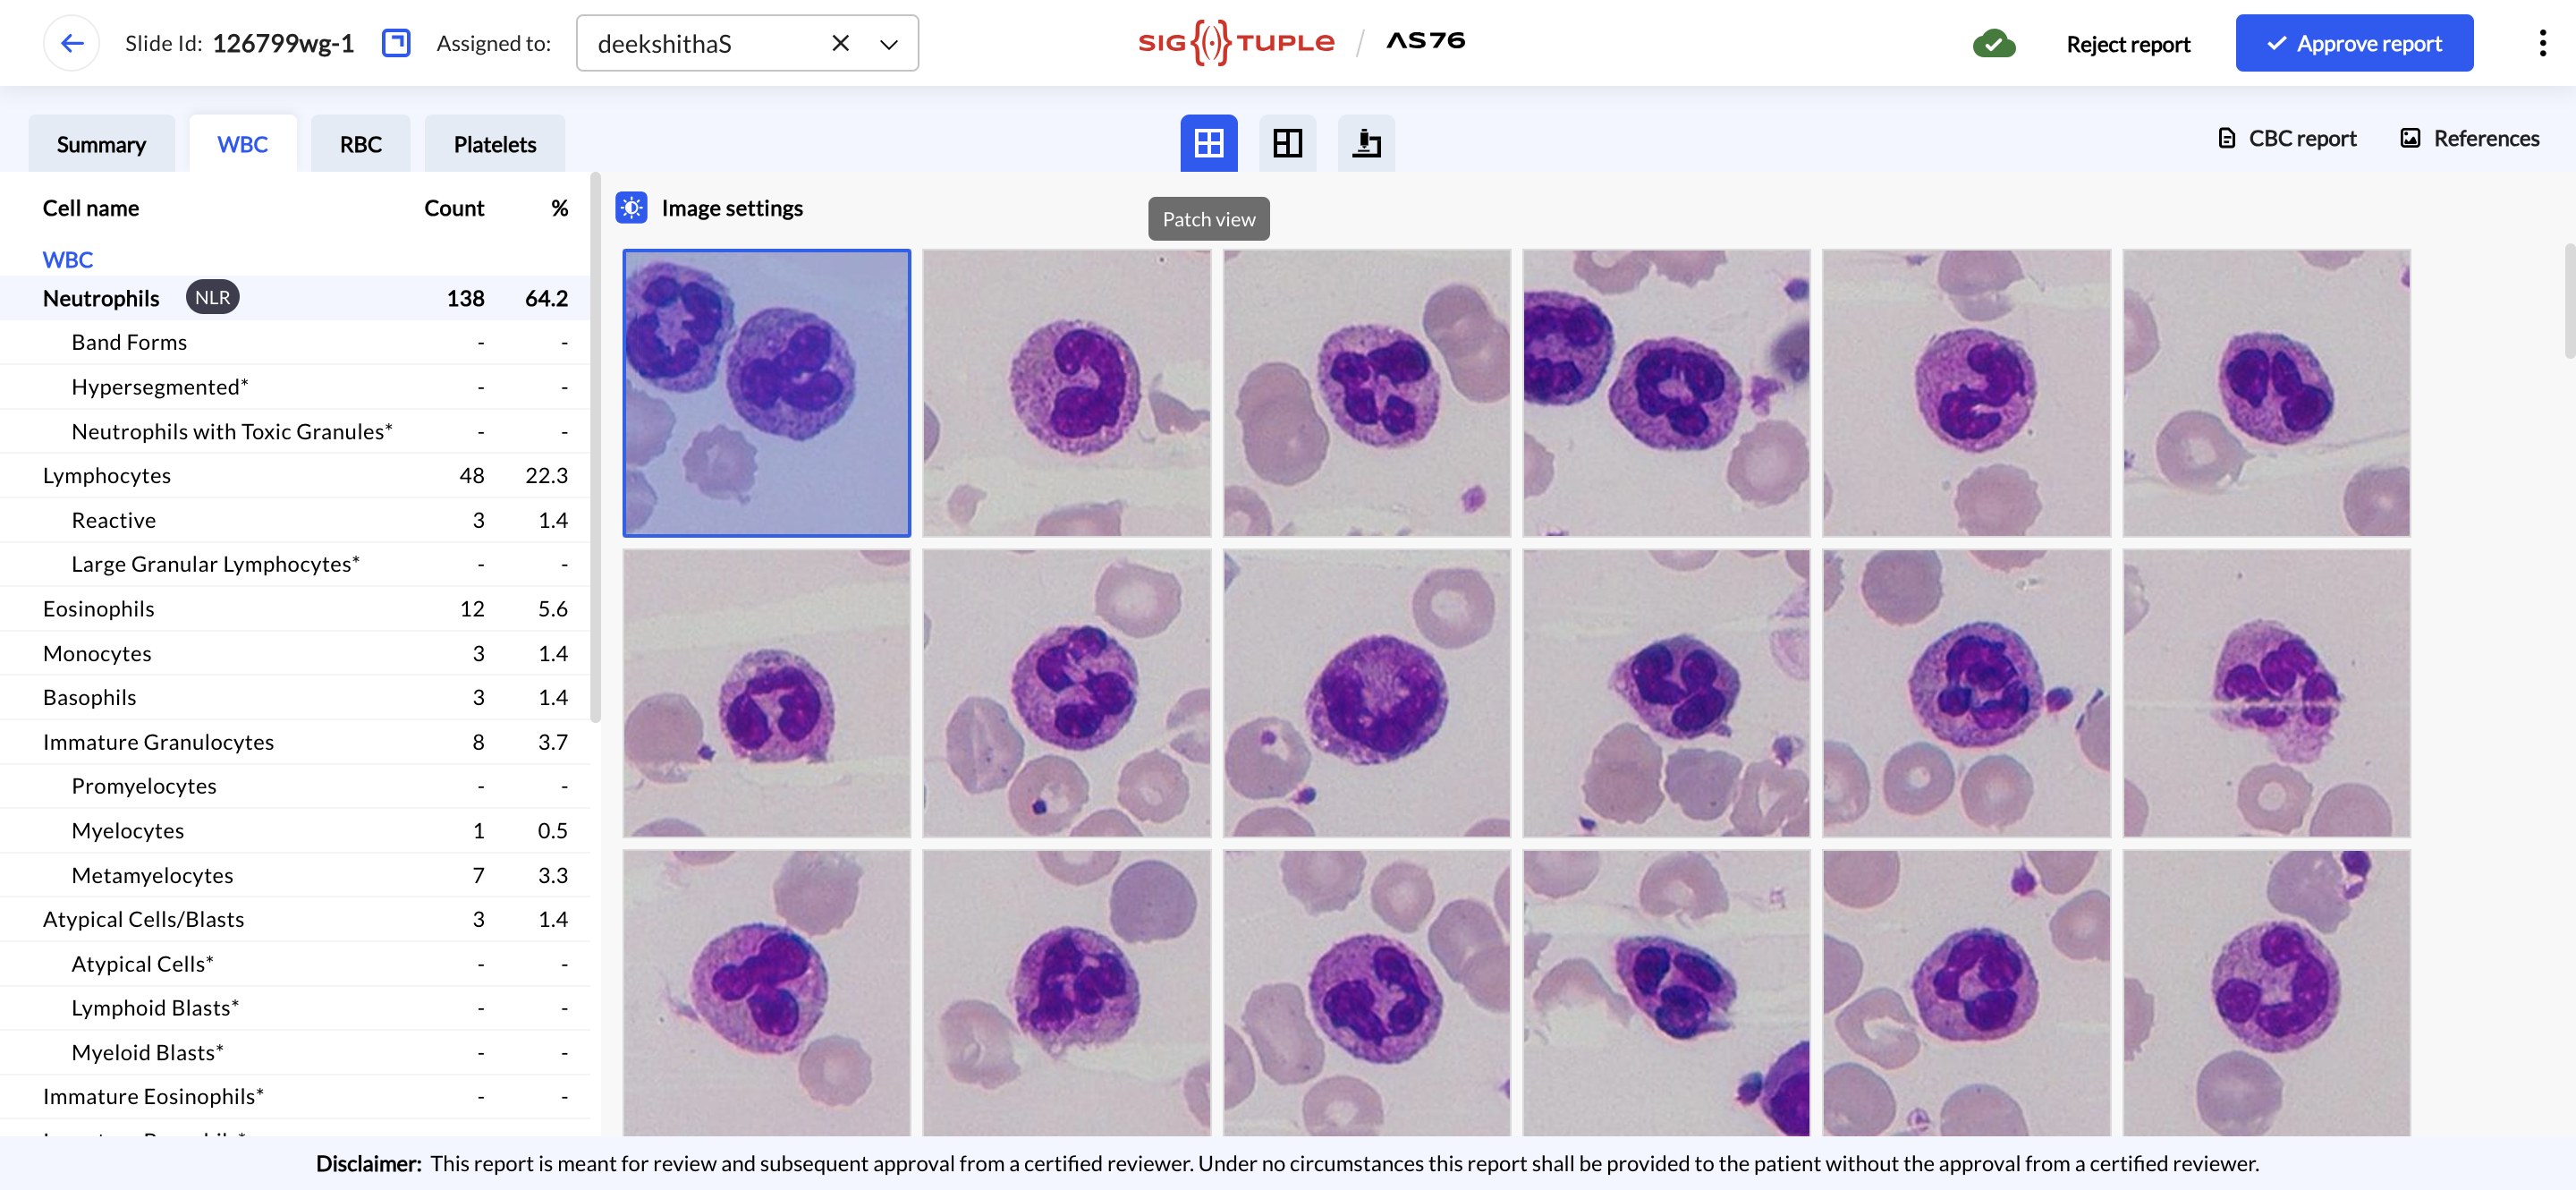 Slide Id: 126799wg-1 Assigned to: deekshithaS SIG TUPLE / AS76 Reject report Approve report
Summary WBC RBC Platelets CBC report References
Cell name Count % Image settings
Patch view
WBC
Neutrophils NLR 138 64.2
Band Forms - -
Hypersegmented* - -
Neutrophils with Toxic Granules* - -
Lymphocytes 48 22.3
Reactive 3 1.4
Large Granular Lymphocytes* - -
Eosinophils 12 5.6
Monocytes 3 1.4
Basophils 3 1.4
Immature Granulocytes 8 3.7
Promyelocytes - -
Myelocytes 1 0.5
Metamyelocytes 7 3.3
Atypical Cells/Blasts 3 1.4
Atypical Cells* - -
Lymphoid Blasts* - -
Myeloid Blasts* - -
Immature Eosinophils* - -
Disclaimer: This report is meant for review and subsequent approval from a certified reviewer. Under no circumstances this report shall be provided to the patient without the approval from a certified reviewer.